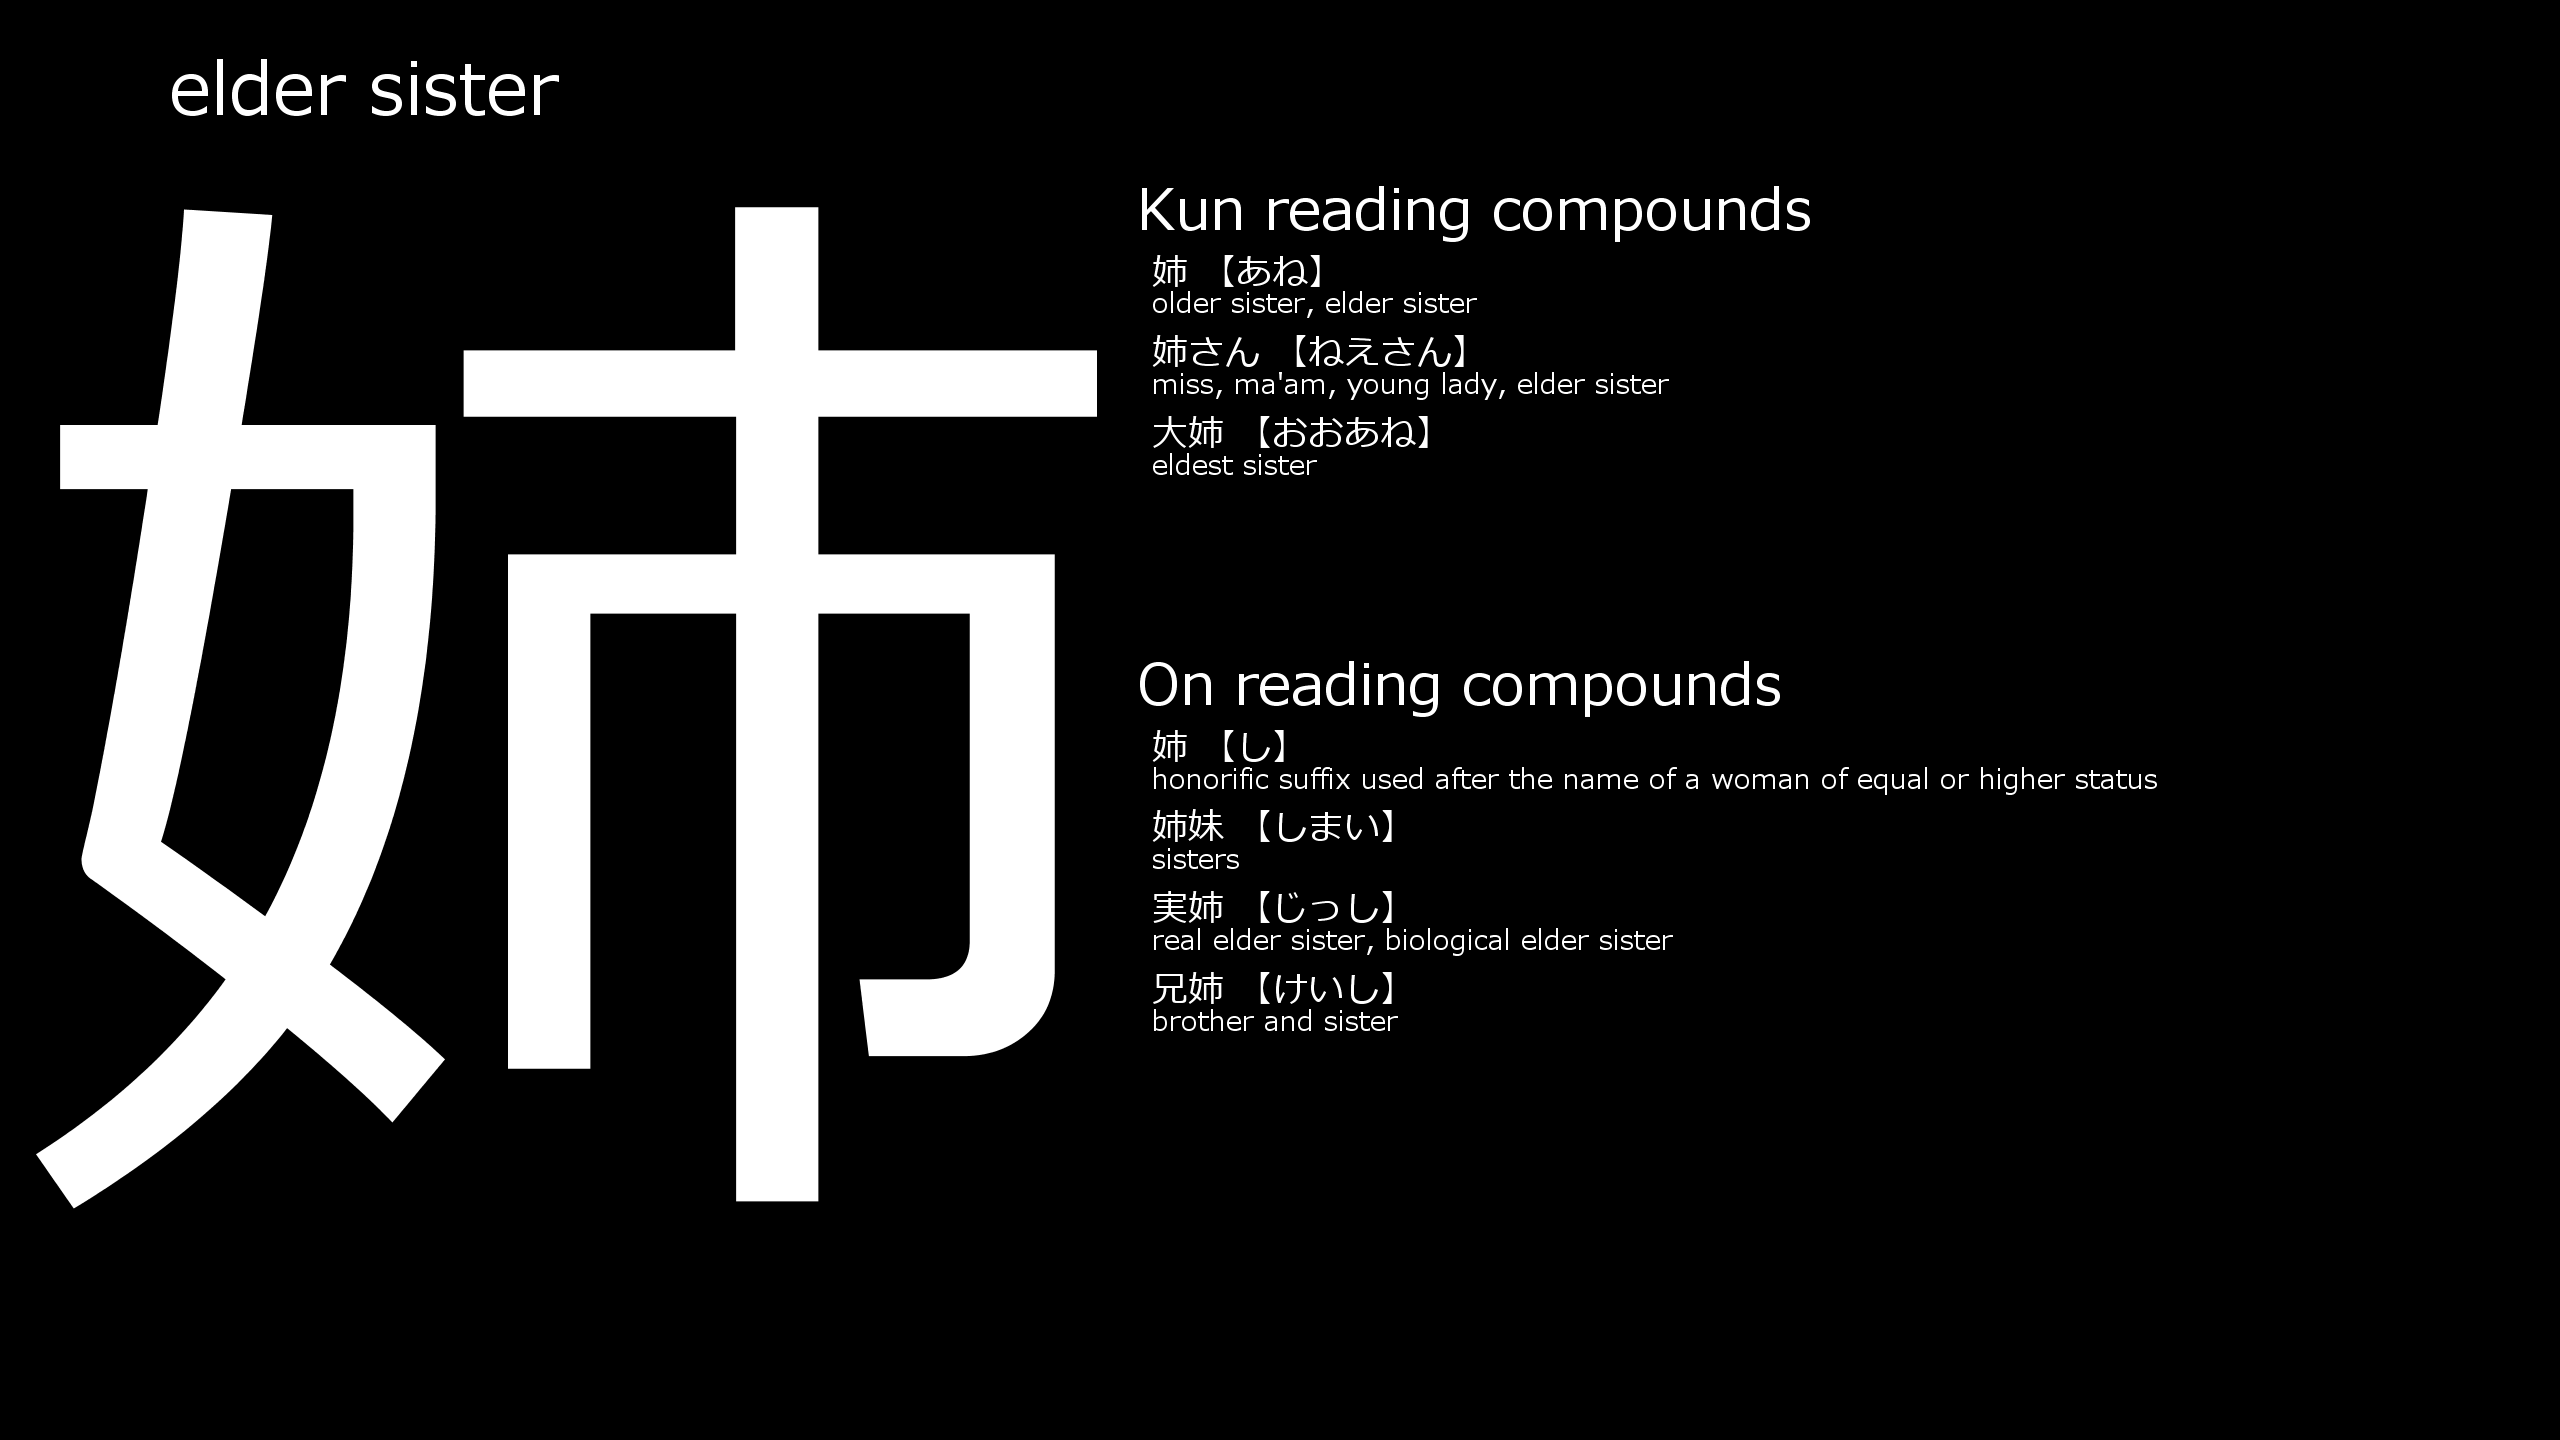 elder sister
姉
Kun reading compounds
姉 【あね】
older sister, elder sister
姉さん 【ねえさん】
miss, ma'am, young lady, elder sister
大姉 【おおあね】
eldest sister
On reading compounds
姉 【し】
honorific suffix used after the name of a woman of equal or higher status
姉妹 【しまい】
sisters
実姉 【じっし】
real elder sister, biological elder sister
兄姉 【けいし】
brother and sister